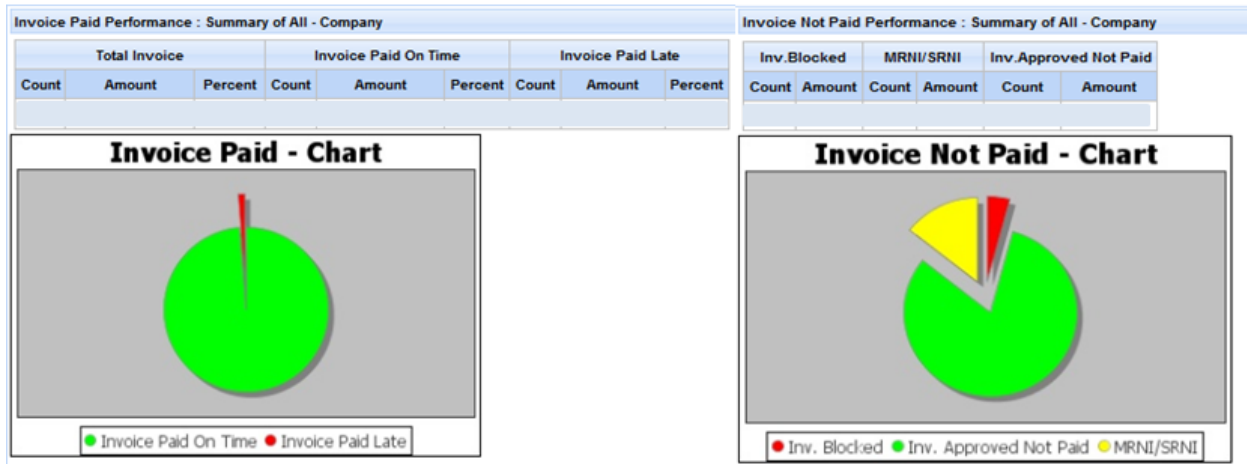 Invoice Paid Performance : Summary of All - Company
Total Invoice Invoice Paid On Time Invoice Paid Late
Count Amount Percent Count Amount Percent Count Amount Percent
Invoice Paid - Chart
Invoice Paid On Time Invoice Paid Late
Invoice Not Paid Performance : Summary of All - Company
Inv.Blocked MRNI/SRNI Inv.Approved Not Paid
Count Amount Count Amount Count Amount
Invoice Not Paid - Chart
Inv. Blocked Inv. Approved Not Paid MRNI/SRNI